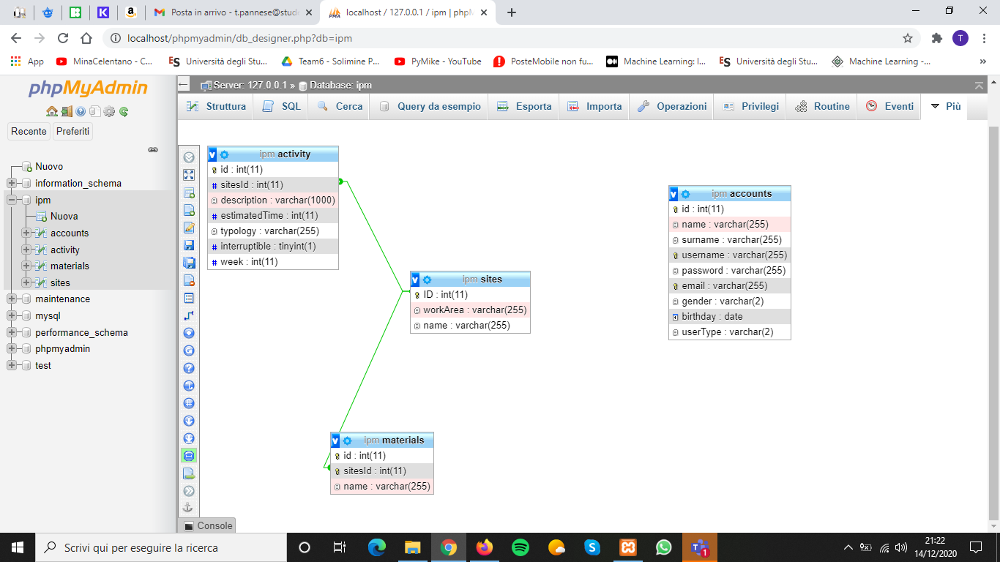 Posta in arrivo - t.pannese@stude
localhost / 127.0.0.1 / ipm | phpM
localhost/phpmyadmin/db_designer.php?db=ipm
T
App
MinaCelentano - C...
Università degli Stu...
Team6 - Solimine P...
PyMike - YouTube
PosteMobile non fu...
Machine Learning: I...
Università degli Stu...
Machine Learning -...
»
phpMyAdmin
Recente
Preferiti
Nuovo
information_schema
ipm
Nuova
accounts
activity
materials
sites
maintenance
mysql
performance_schema
phpmyadmin
test
Server: 127.0.0.1 » Database: ipm
Struttura
SQL
Cerca
Query da esempio
Esporta
Importa
Operazioni
Privilegi
Routine
Eventi
Più
ipm activity
id : int(11)
sitesId : int(11)
description : varchar(1000)
estimatedTime : int(11)
typology : varchar(255)
interruptible : tinyint(1)
week : int(11)
ipm sites
ID : int(11)
workArea : varchar(255)
name : varchar(255)
ipm accounts
id : int(11)
name : varchar(255)
surname : varchar(255)
username : varchar(255)
password : varchar(255)
email : varchar(255)
gender : varchar(2)
birthday : date
userType : varchar(2)
ipm materials
id : int(11)
sitesId : int(11)
name : varchar(255)
Console
Scrivi qui per eseguire la ricerca
1
21:22
14/12/2020